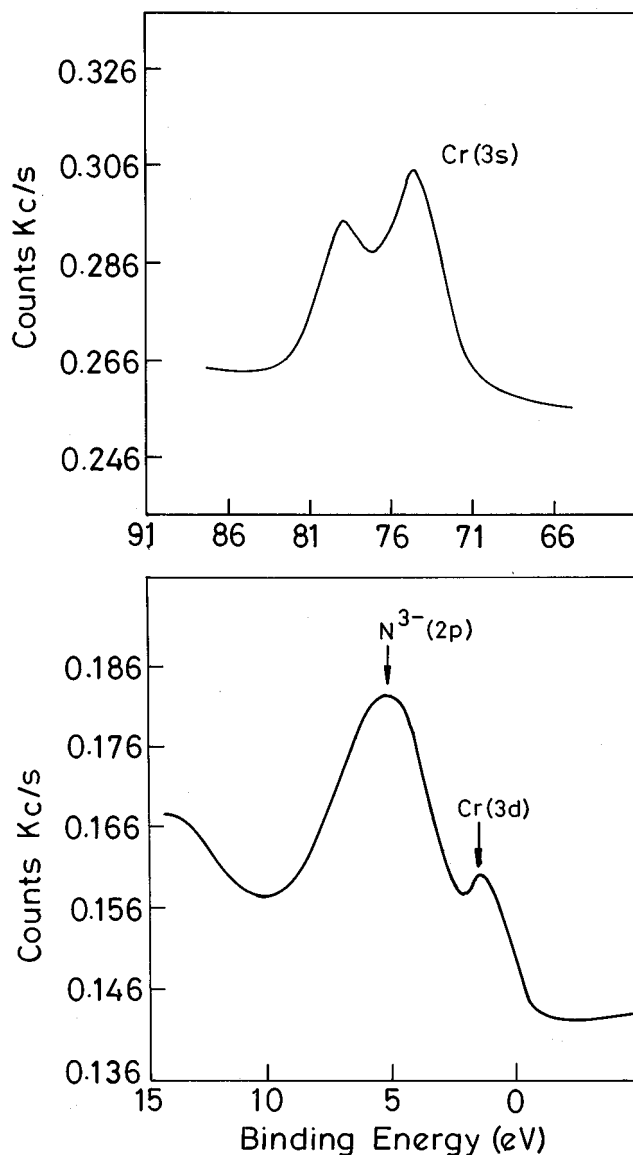 0.326
0.306
0.286
0.266
0.246
Counts Kc/s
Cr(3s)
91 86 81 76 71 66
0.186
0.176
0.166
0.156
0.146
0.136
Counts Kc/s
N3-(2p)
Cr(3d)
15 10 5 0
Binding Energy (eV)